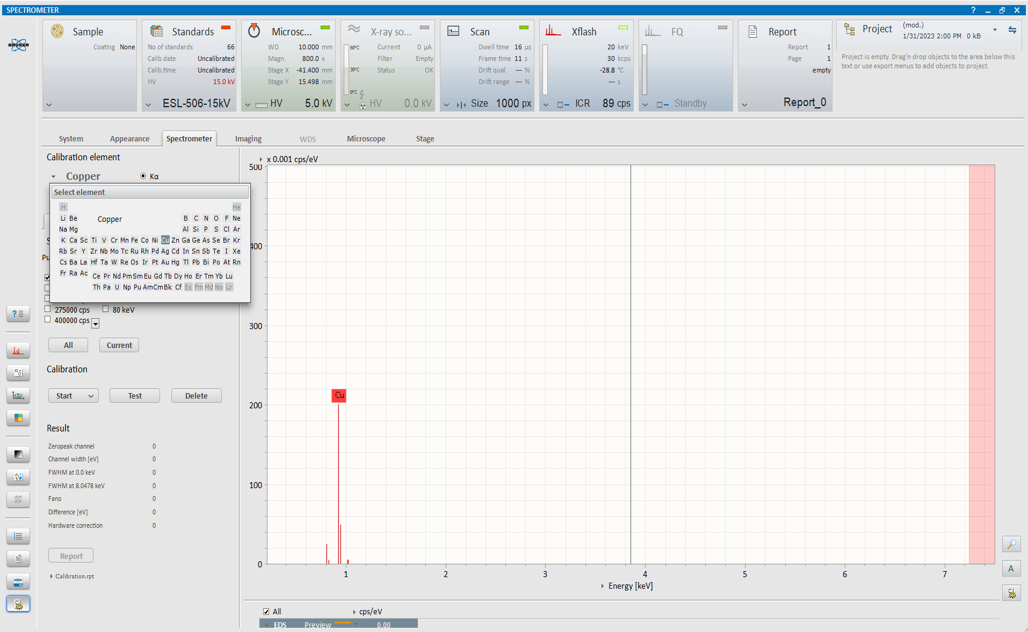 SPECTROMETER
?
BRUKER
Sample
Coating None
Standards
No of standards 66
Calib.date Uncalibrated
Calib.time Uncalibrated
HV 15.0 kV
ESL-506-15kV
Microsc...
WD 10.000 mm
Magn. 800.0 x
Stage X -41.400 mm
Stage Y 15.498 mm
HV 5.0 kV
X-ray so...
60°C
30°C
0°C
Current 0 µA
Filter Empty
Status OK
HV 0.0 kV
Scan
Dwell time 16 µs
Frame time 11 s
Drift qual. — %
Drift range — %
Size 1000 px
Xflash
20 keV
30 kcps
-28.8 °C
— s
ICR 89 cps
FQ
Standby
Report
Report 1
Page 1
empty
Report_0
Project
(mod.)
1/31/2023 2:00 PM 0 kB
Project is empty. Drag'n drop objects to the area below this
text or use export menus to add objects to project.
System Appearance Spectrometer Imaging WDS Microscope Stage
Calibration element
Copper Kα
Select element
H He
Li Be Copper B C N O F Ne
Na Mg Al Si P S Cl Ar
K Ca Sc Ti V Cr Mn Fe Co Ni Cu Zn Ga Ge As Se Br Kr
Rb Sr Y Zr Nb Mo Tc Ru Rh Pd Ag Cd In Sn Sb Te I Xe
Cs Ba La Hf Ta W Re Os Ir Pt Au Hg Tl Pb Bi Po At Rn
Fr Ra Ac Ce Pr Nd Pm Sm Eu Gd Tb Dy Ho Er Tm Yb Lu
Th Pa U Np Pu Am Cm Bk Cf Es Fm Md No Lr
275000 cps 80 keV
400000 cps
All Current
Calibration
Start Test Delete
Result
Zeropeak channel 0
Channel width [eV] 0
FWHM at 0.0 keV 0
FWHM at 8.0478 keV 0
Fano 0
Difference [eV] 0
Hardware correction 0
Report
Calibration.rpt
x 0.001 cps/eV
500
400
300
200
100
0
Cu
1 2 3 4 5 6 7
Energy [keV]
A
All cps/eV
EDS Preview 0.00